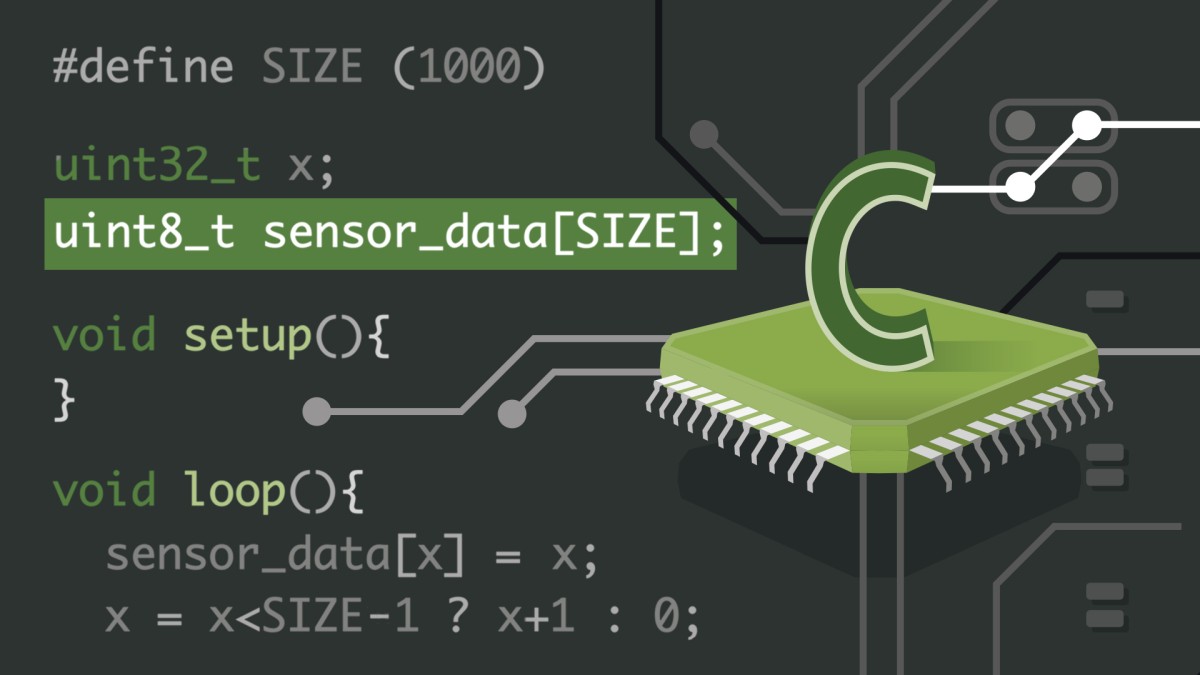 #define SIZE (1000)
uint32_t x;
uint8_t sensor_data[SIZE];
void setup(){
}
void loop(){
sensor_data[x] = x;
x = x<SIZE-1 ? x+1 : 0;
C